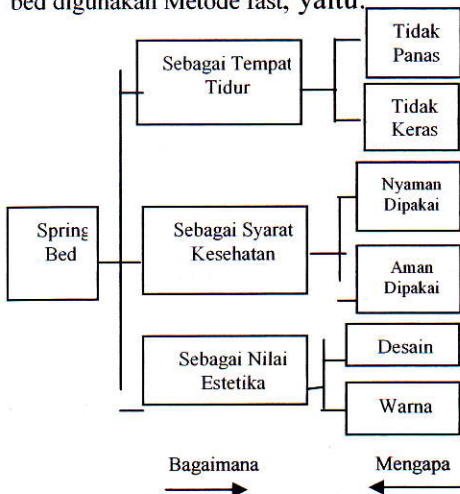 bed digunakan Metode fast, yaitu:
Sebagai Tempat
Tidur
Tidak
Panas
Tidak
Keras
Spring
Bed
Sebagai Syarat
Kesehatan
Nyaman
Dipakai
Aman
Dipakai
Sebagai Nilai
Estetika
Desain
Warna
Bagaimana
Mengapa